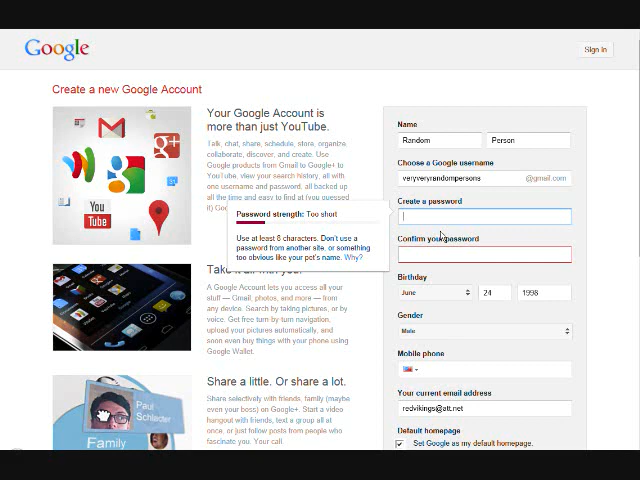 Google
Sign in
Create a new Google Account
Your Google Account is
more than just YouTube.
Talk, chat, share, schedule, store, organize,
collaborate, discover, and create. Use
Google products from Gmail to Google+ to
YouTube, view your search history, all with
one username and password, all backed up
all the time and easy to find at (you guessed
it) Goo
You
Tube
g+
Take it all with you.
A Google Account lets you access all your
stuff — Gmail, photos, and more — from
any device. Search by taking pictures, or by
voice. Get free turn-by-turn navigation,
upload your pictures automatically, and
soon even buy things with your phone using
Google Wallet.
Share a little. Or share a lot.
Share selectively with friends, family (maybe
even your boss) on Google+. Start a video
hangout with friends, text a group all at
once, or just follow posts from people who
fascinate you. Your call.
Paul
Schlacter
Family
Password strength: Too short
Use at least 8 characters. Don't use a
password from another site, or something
too obvious like your pet's name. Why?
Name
Random Person
Choose a Google username
veryveryrandompersons @gmail.com
Create a password
Confirm your password
Birthday
June 24 1998
Gender
Male
Mobile phone
Your current email address
redvikings@att.net
Default homepage
Set Google as my default homepage.